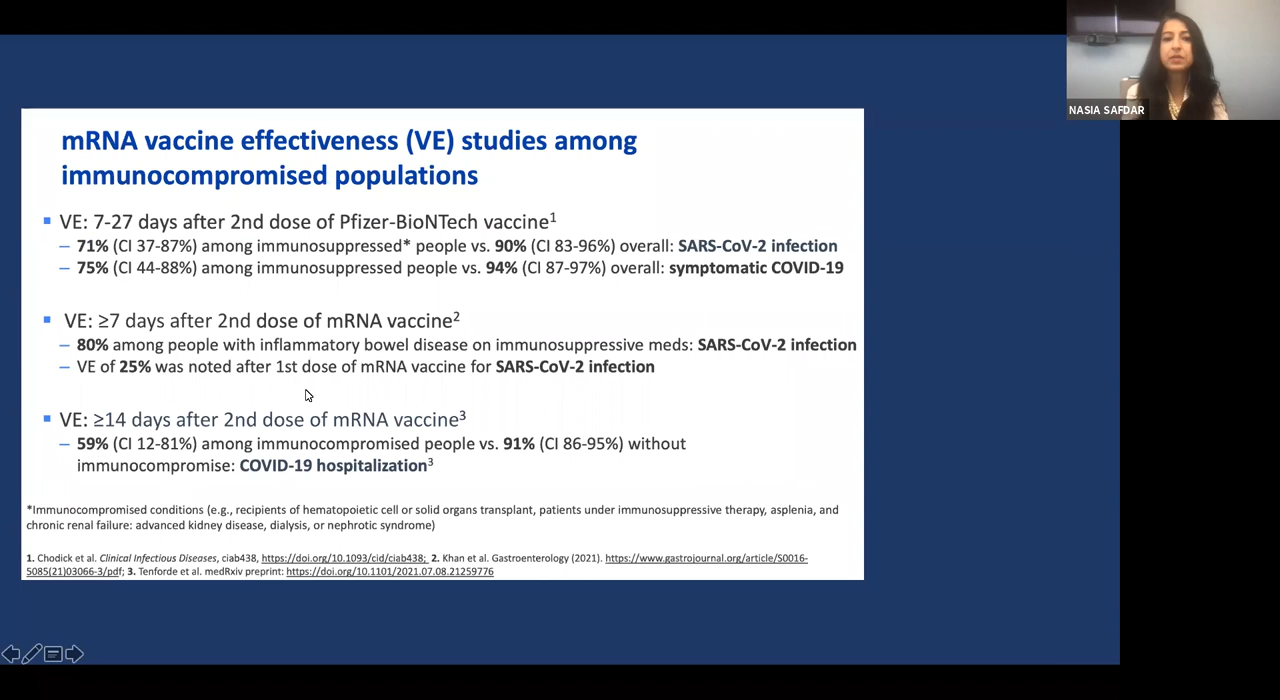 NASIA SAFDAR
mRNA vaccine effectiveness (VE) studies among
immunocompromised populations
▪ VE: 7-27 days after 2nd dose of Pfizer-BioNTech vaccine¹
– 71% (CI 37-87%) among immunosuppressed* people vs. 90% (CI 83-96%) overall: SARS-CoV-2 infection
– 75% (CI 44-88%) among immunosuppressed people vs. 94% (CI 87-97%) overall: symptomatic COVID-19
▪ VE: ≥7 days after 2nd dose of mRNA vaccine²
– 80% among people with inflammatory bowel disease on immunosuppressive meds: SARS-CoV-2 infection
– VE of 25% was noted after 1st dose of mRNA vaccine for SARS-CoV-2 infection
▪ VE: ≥14 days after 2nd dose of mRNA vaccine³
– 59% (CI 12-81%) among immunocompromised people vs. 91% (CI 86-95%) without
immunocompromise: COVID-19 hospitalization³
*Immunocompromised conditions (e.g., recipients of hematopoietic cell or solid organs transplant, patients under immunosuppressive therapy, asplenia, and
chronic renal failure: advanced kidney disease, dialysis, or nephrotic syndrome)
1. Chodick et al. Clinical Infectious Diseases, ciab438, https://doi.org/10.1093/cid/ciab438; 2. Khan et al. Gastroenterology (2021). https://www.gastrojournal.org/article/S0016-
5085(21)03066-3/pdf; 3. Tenforde et al. medRxiv preprint: https://doi.org/10.1101/2021.07.08.21259776